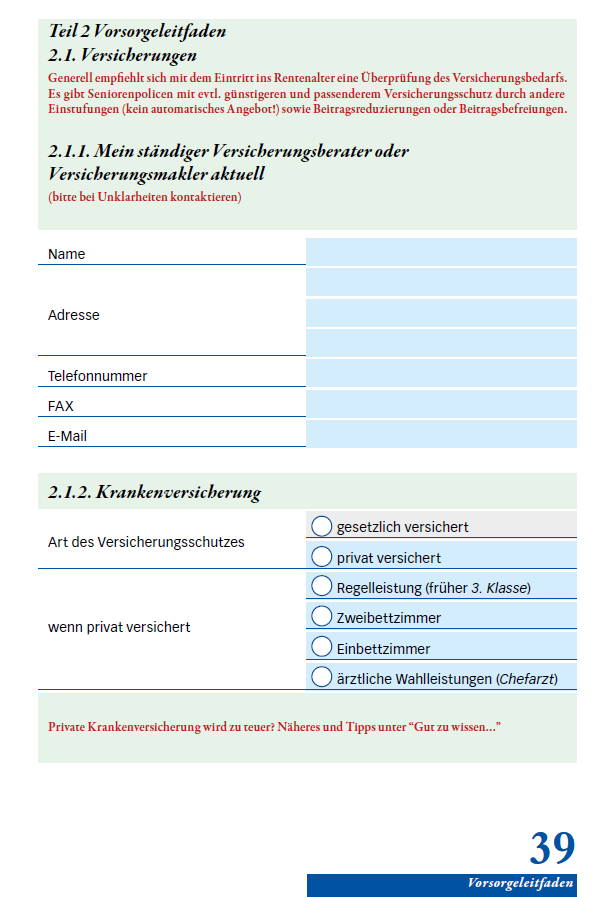 Teil 2 Vorsorgeleitfaden
2.1. Versicherungen
Generell empfiehlt sich mit dem Eintritt ins Rentenalter eine Überprüfung des Versicherungsbedarfs.
Es gibt Seniorenpolicen mit evtl. günstigeren und passenderem Versicherungsschutz durch andere
Einstufungen (kein automatisches Angebot!) sowie Beitragsreduzierungen oder Beitragsbefreiungen.
2.1.1. Mein ständiger Versicherungsberater oder
Versicherungsmakler aktuell
(bitte bei Unklarheiten kontaktieren)
Name
Adresse
Telefonnummer
FAX
E-Mail
2.1.2. Krankenversicherung
Art des Versicherungsschutzes
gesetzlich versichert
privat versichert
wenn privat versichert
Regelleistung (früher 3. Klasse)
Zweibettzimmer
Einbettzimmer
ärztliche Wahlleistungen (Chefarzt)
Private Krankenversicherung wird zu teuer? Näheres und Tipps unter “Gut zu wissen...”
39
Vorsorgeleitfaden